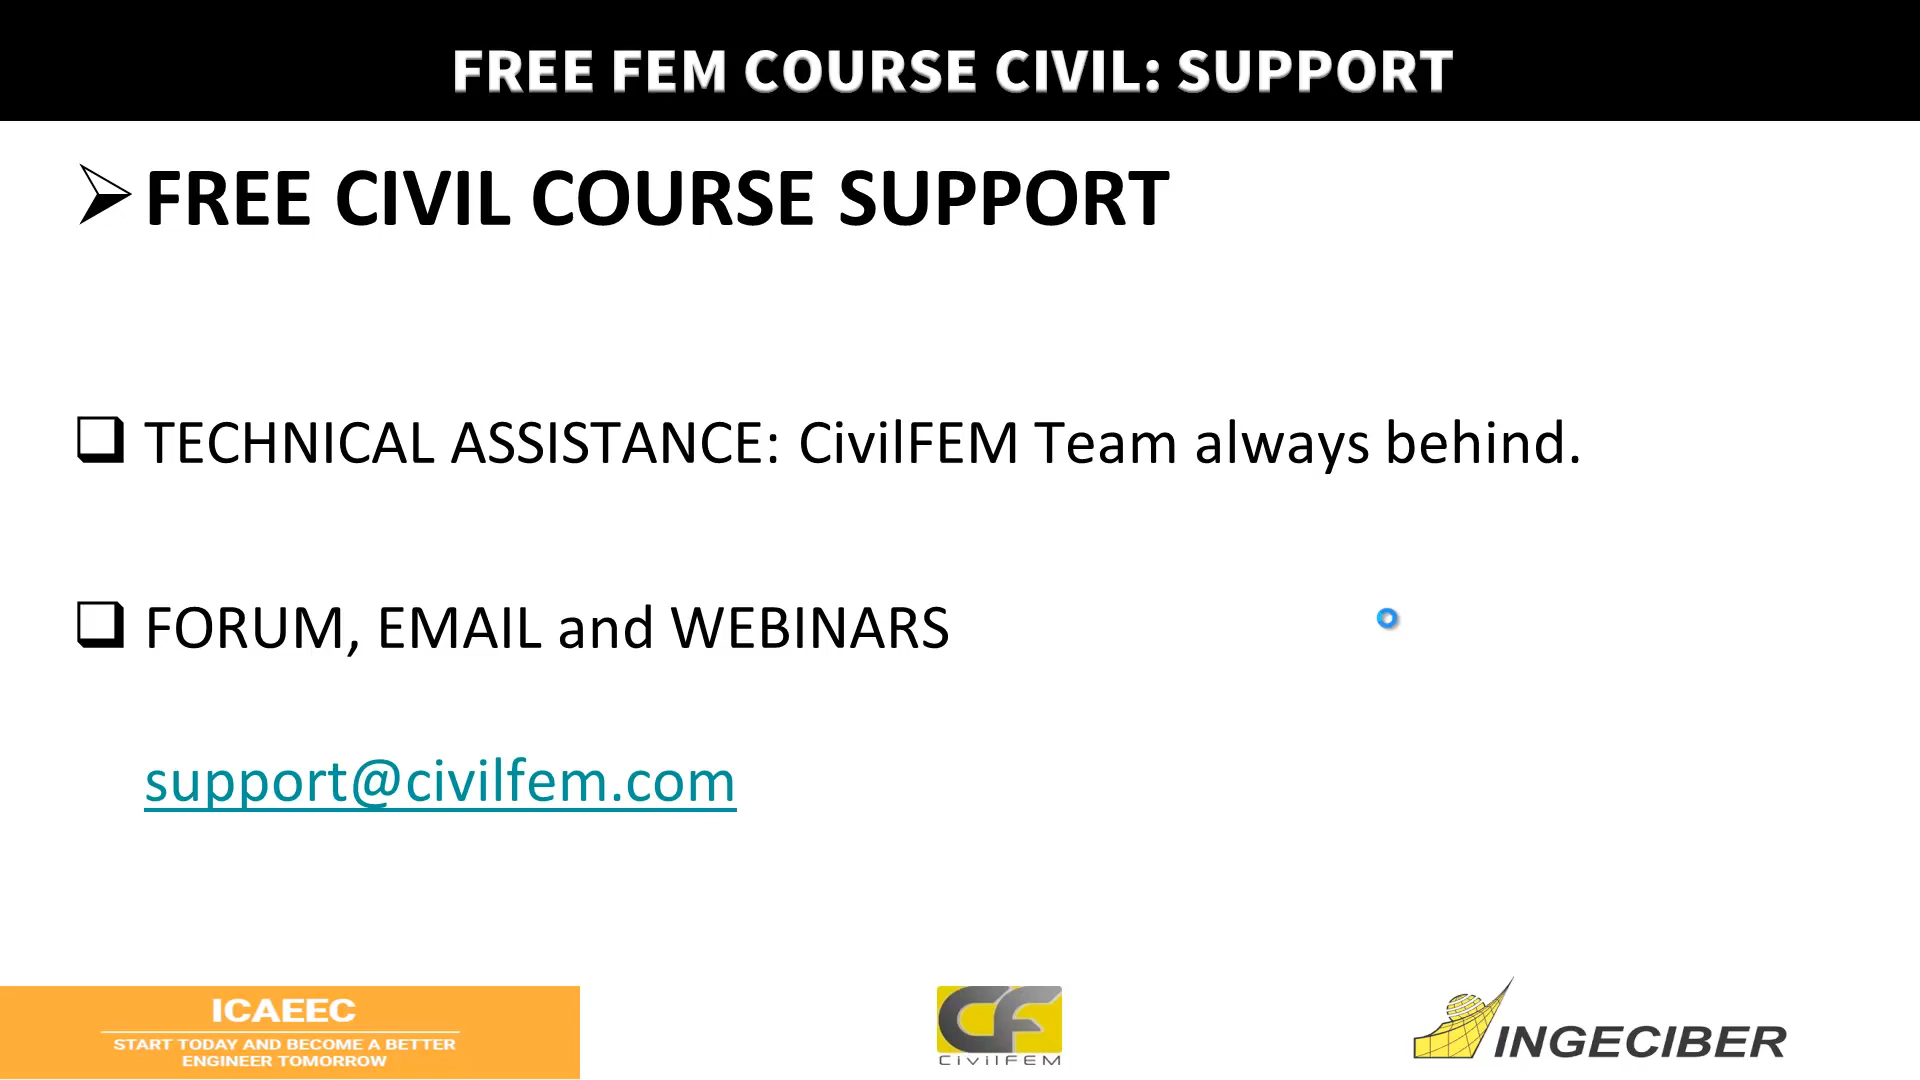 FREE FEM COURSE CIVIL: SUPPORT
FREE CIVIL COURSE SUPPORT
TECHNICAL ASSISTANCE: CivilFEM Team always behind.
FORUM, EMAIL and WEBINARS
support@civilfem.com
ICAEEC
START TODAY AND BECOME A BETTER
ENGINEER TOMORROW
CF
CivilFEM
INGECIBER